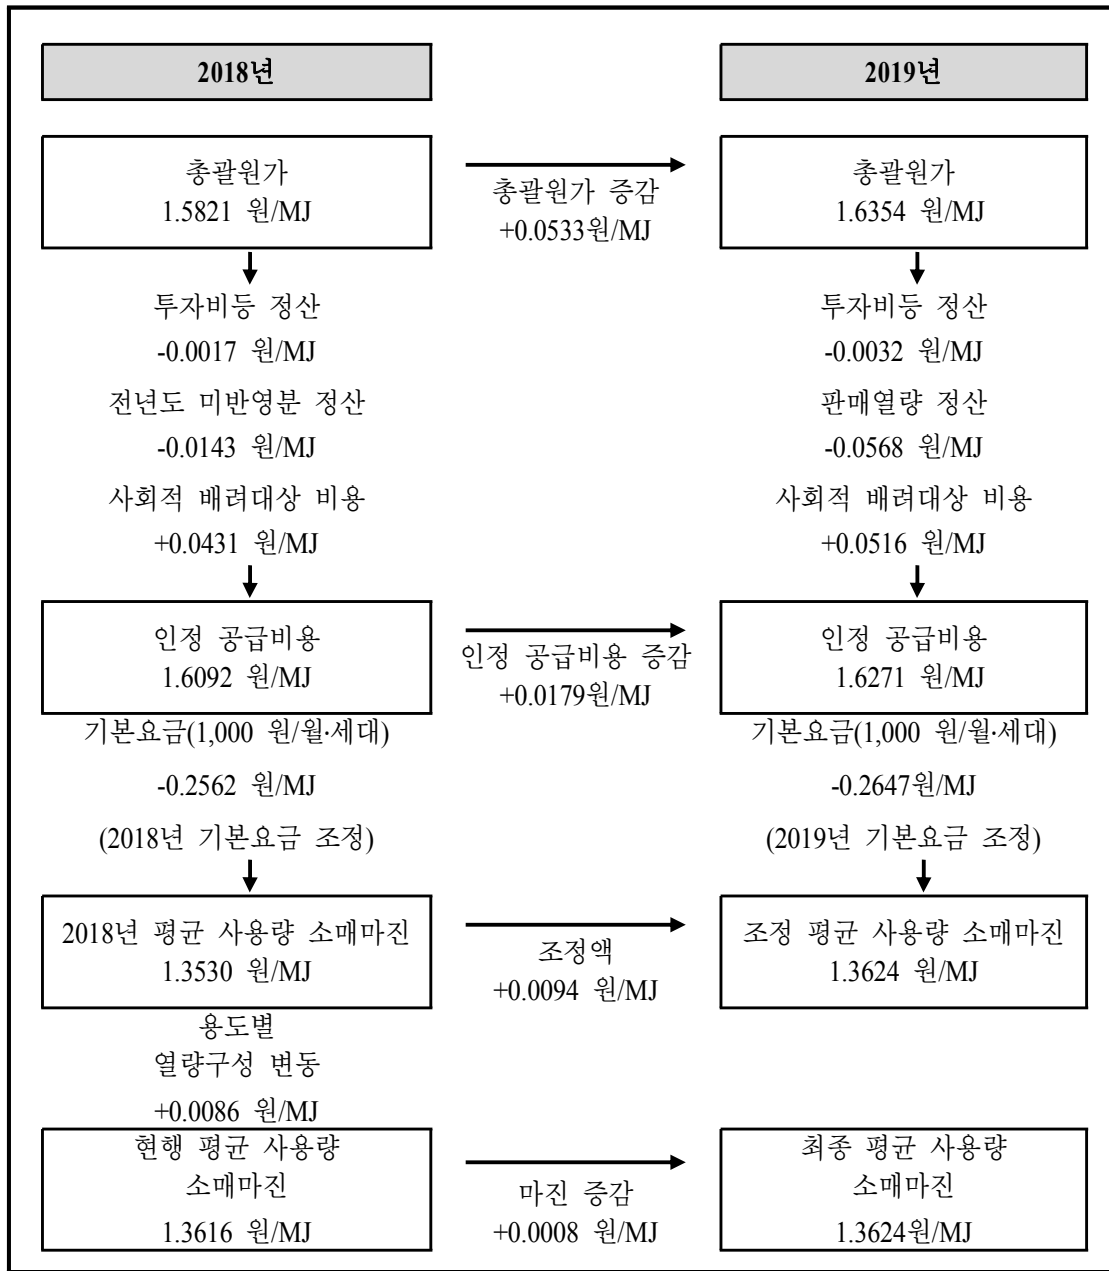 2018년
2019년
총괄원가
1.5821 원/MJ
총괄원가 증감
+0.0533원/MJ
총괄원가
1.6354 원/MJ
투자비등 정산
-0.0017 원/MJ
전년도 미반영분 정산
-0.0143 원/MJ
사회적 배려대상 비용
+0.0431 원/MJ
투자비등 정산
-0.0032 원/MJ
판매열량 정산
-0.0568 원/MJ
사회적 배려대상 비용
+0.0516 원/MJ
인정 공급비용
1.6092 원/MJ
인정 공급비용 증감
+0.0179원/MJ
인정 공급비용
1.6271 원/MJ
기본요금(1,000 원/월·세대)
-0.2562 원/MJ
(2018년 기본요금 조정)
기본요금(1,000 원/월·세대)
-0.2647원/MJ
(2019년 기본요금 조정)
2018년 평균 사용량 소매마진
1.3530 원/MJ
조정액
+0.0094 원/MJ
조정 평균 사용량 소매마진
1.3624 원/MJ
용도별
열량구성 변동
+0.0086 원/MJ
현행 평균 사용량
소매마진
1.3616 원/MJ
마진 증감
+0.0008 원/MJ
최종 평균 사용량
소매마진
1.3624원/MJ